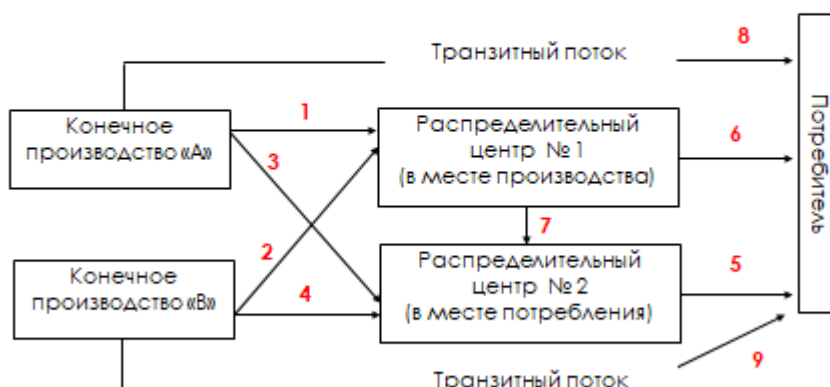 Транзитный поток
8
Конечное
производство «А»
1
3
Распределительный
центр № 1
(в месте производства)
6
Потребитель
7
2
Конечное
производство «В»
4
Распределительный
центр № 2
(в месте потребления)
5
Транзитный поток
9